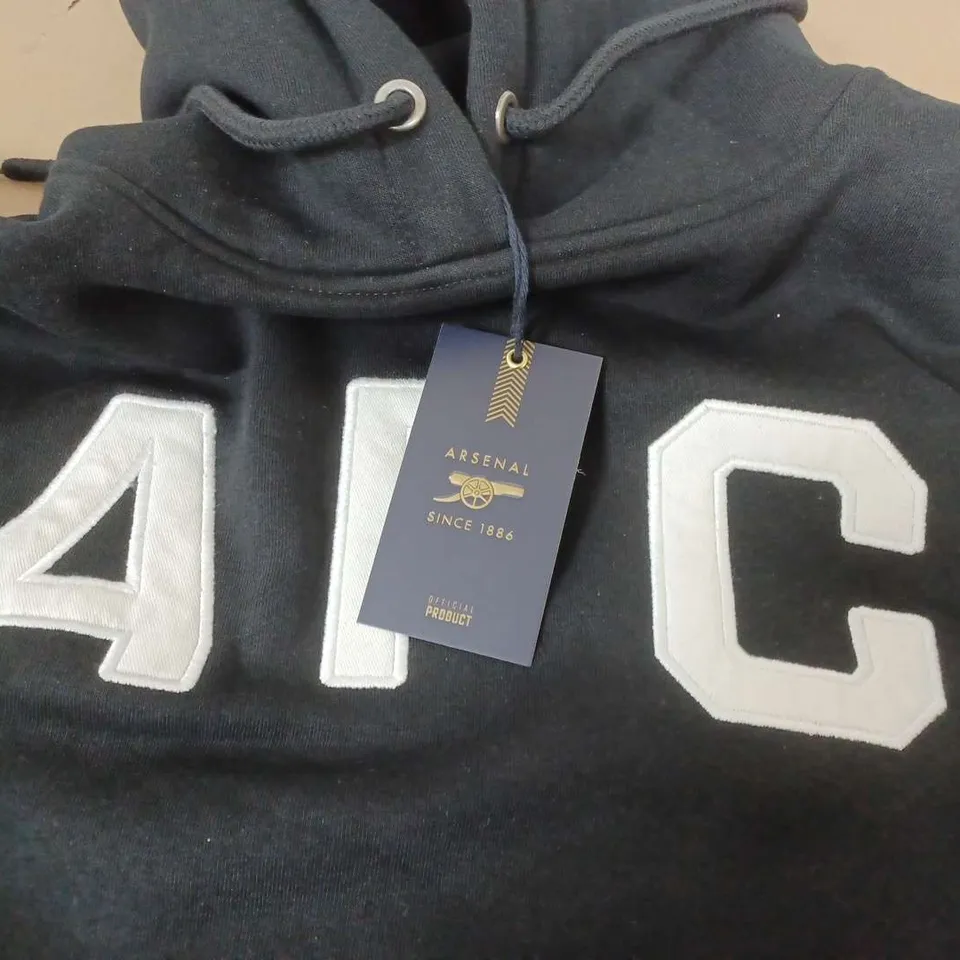 AFC
ARSENAL
SINCE 1886
OFFICIAL
PRODUCT